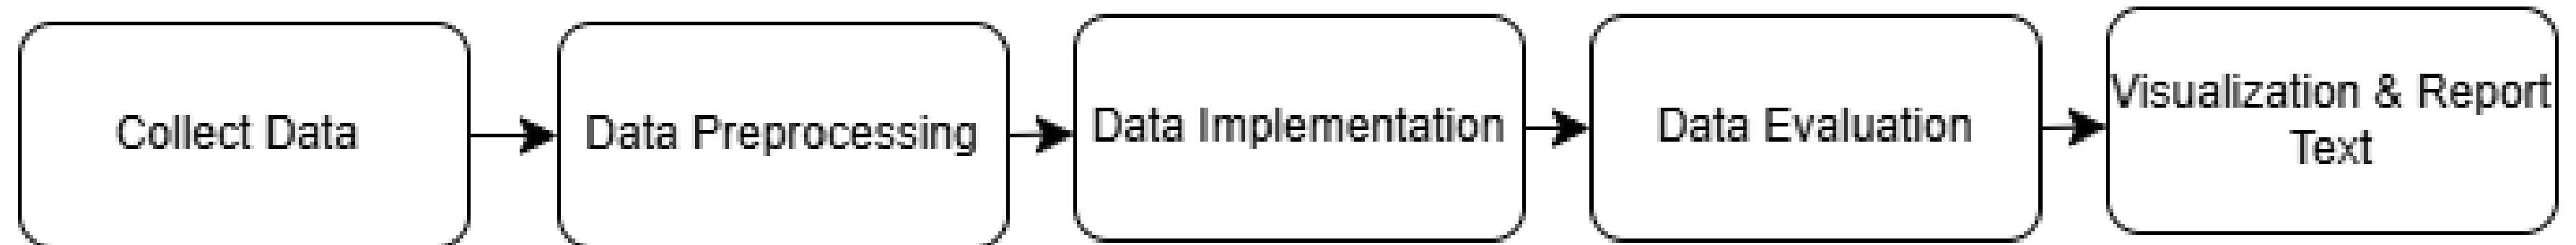 Collect Data
Data Preprocessing
Data Implementation
Data Evaluation
Visualization & Report
Text